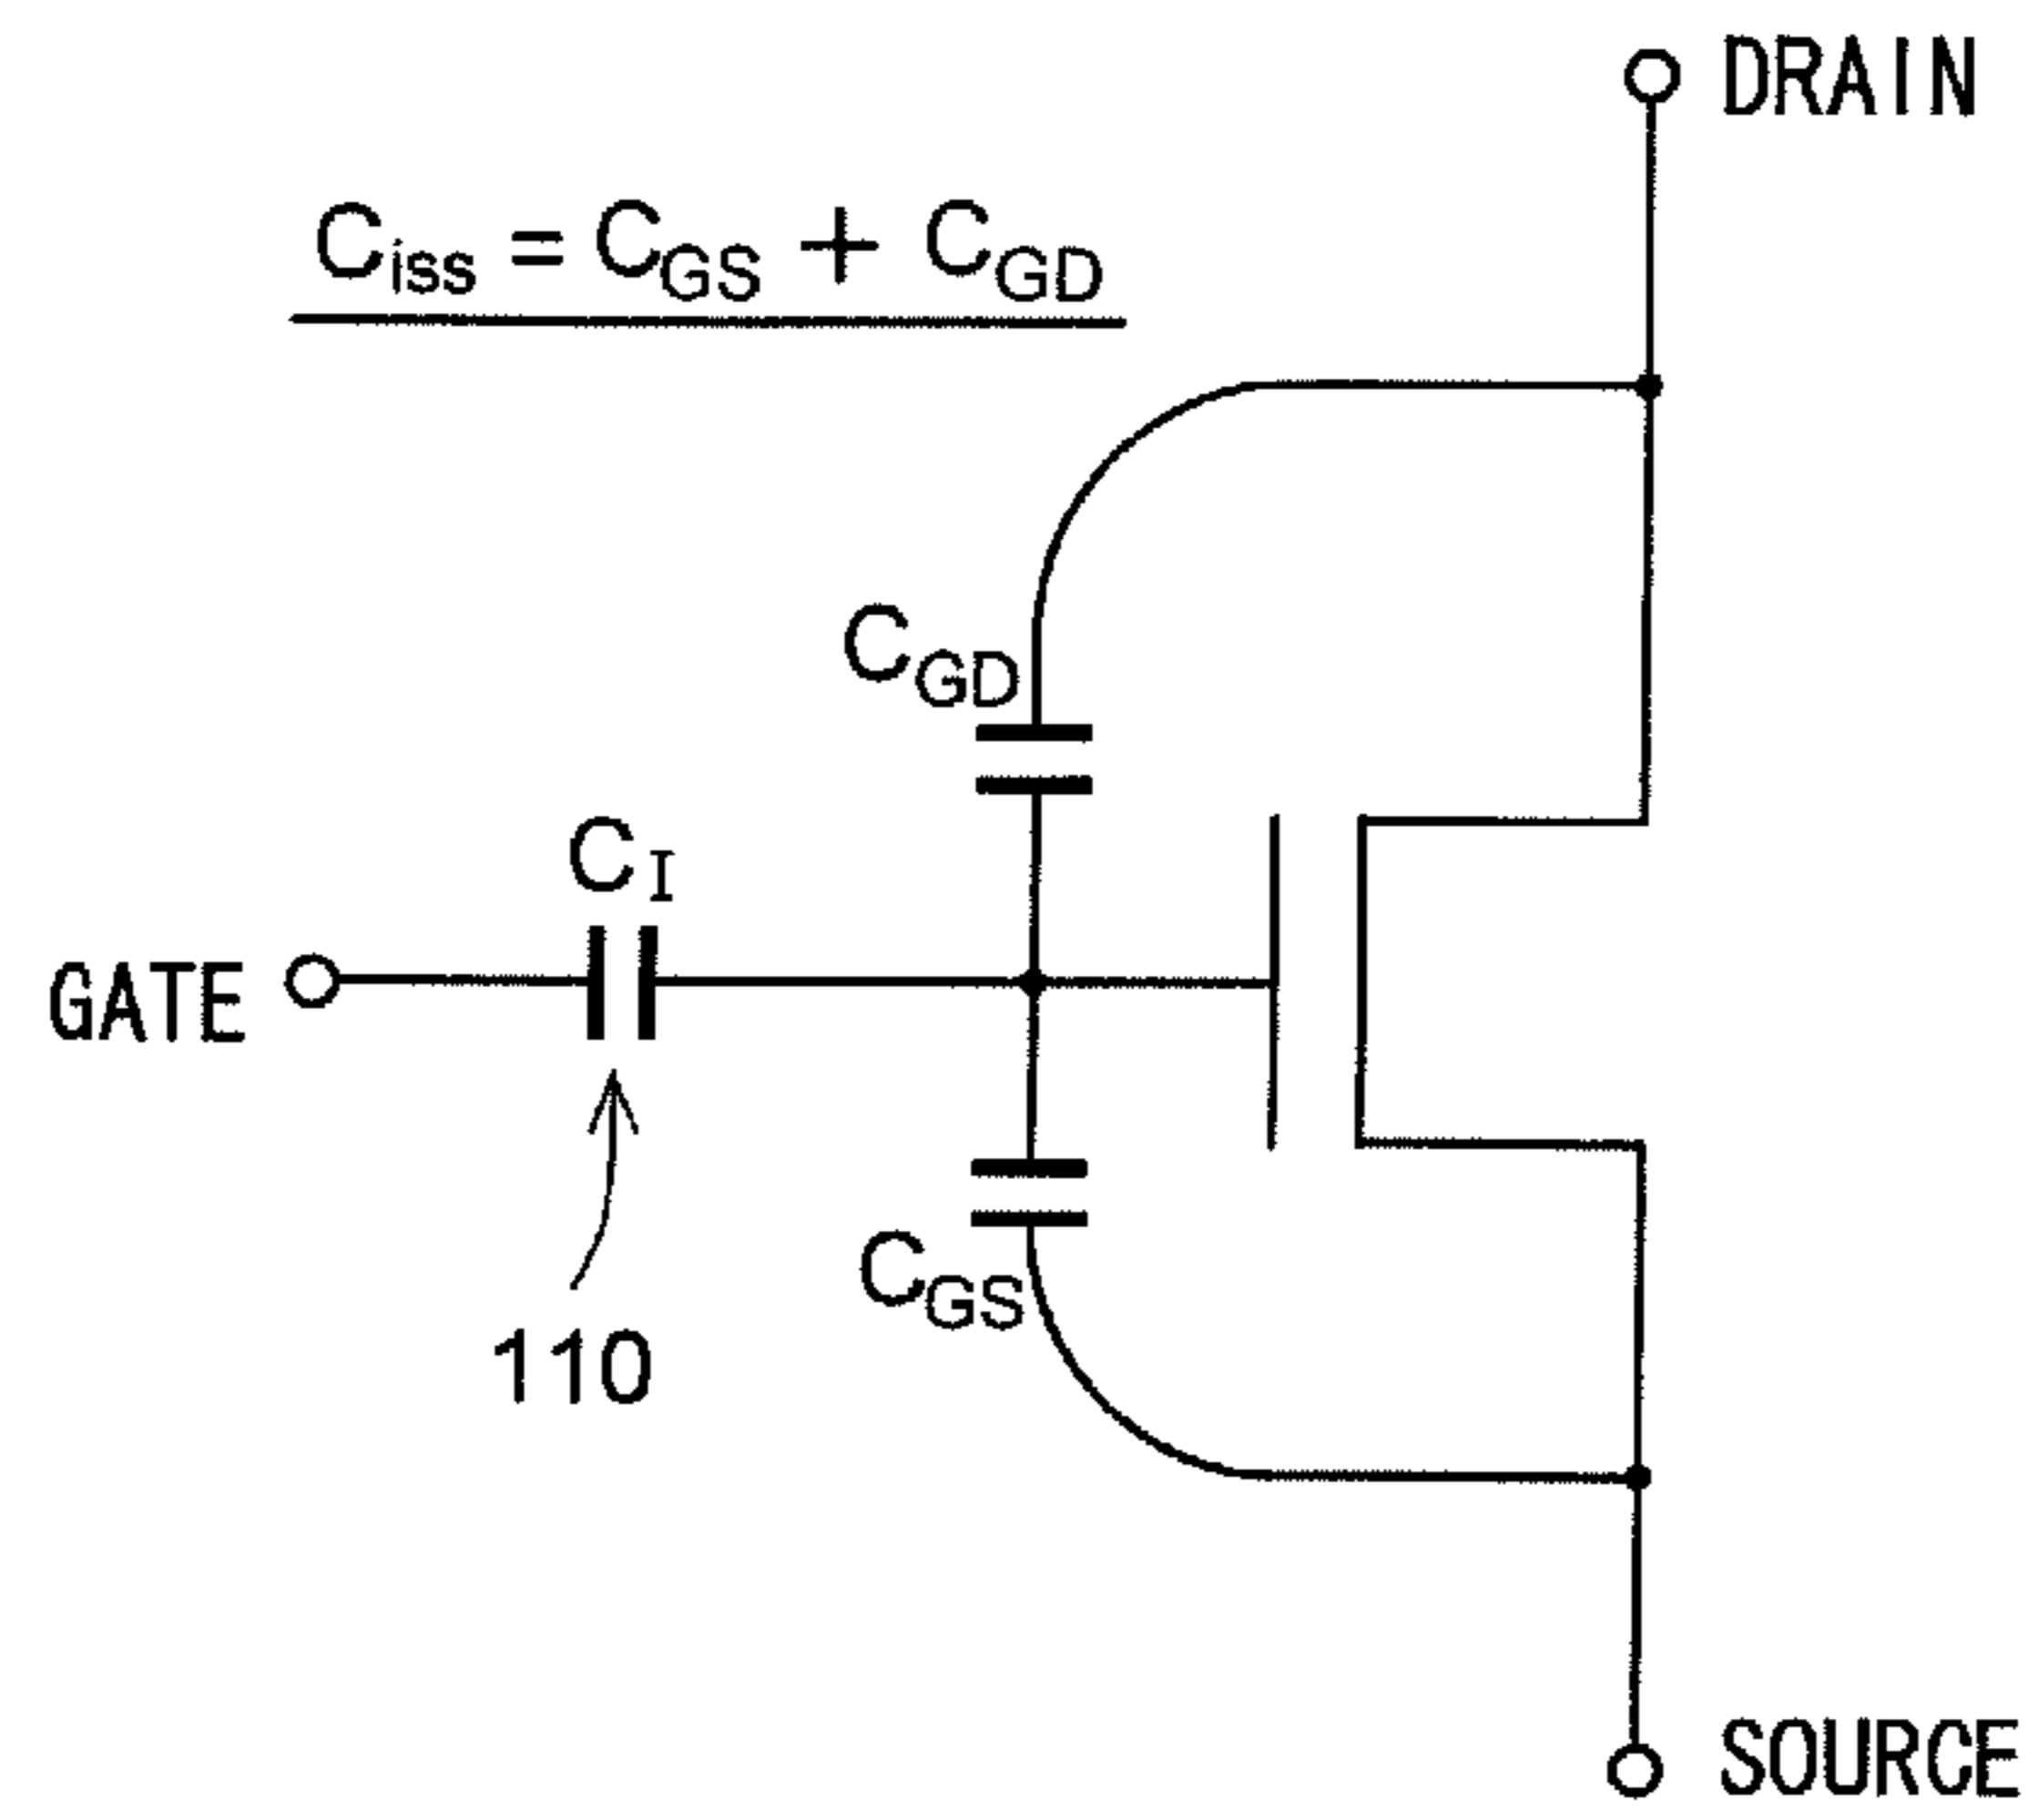 DRAIN
Ciss = CGS + CGD
CGD
CI
GATE
CGS
110
SOURCE